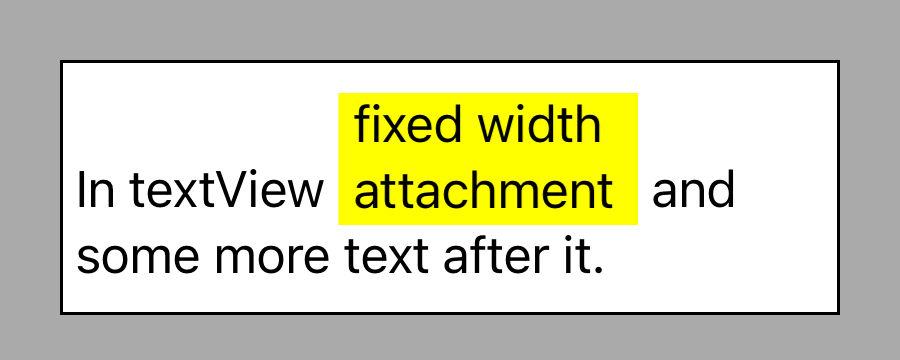 fixed width
In textView attachment and
some more text after it.